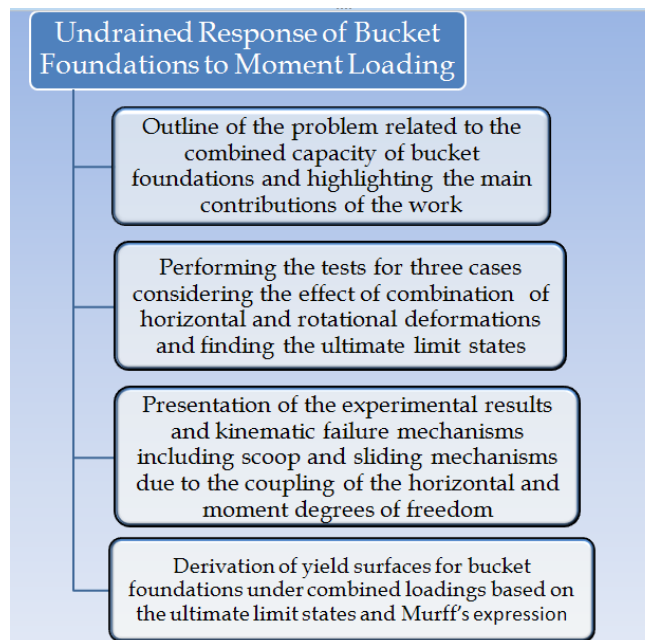 Undrained Response of Bucket
Foundations to Moment Loading
Outline of the problem related to the
combined capacity of bucket
foundations and highlighting the main
contributions of the work
Performing the tests for three cases
considering the effect of combination of
horizontal and rotational deformations
and finding the ultimate limit states
Presentation of the experimental results
and kinematic failure mechanisms
including scoop and sliding mechanisms
due to the coupling of the horizontal and
moment degrees of freedom
Derivation of yield surfaces for bucket
foundations under combined loadings based on
the ultimate limit states and Murff's expression